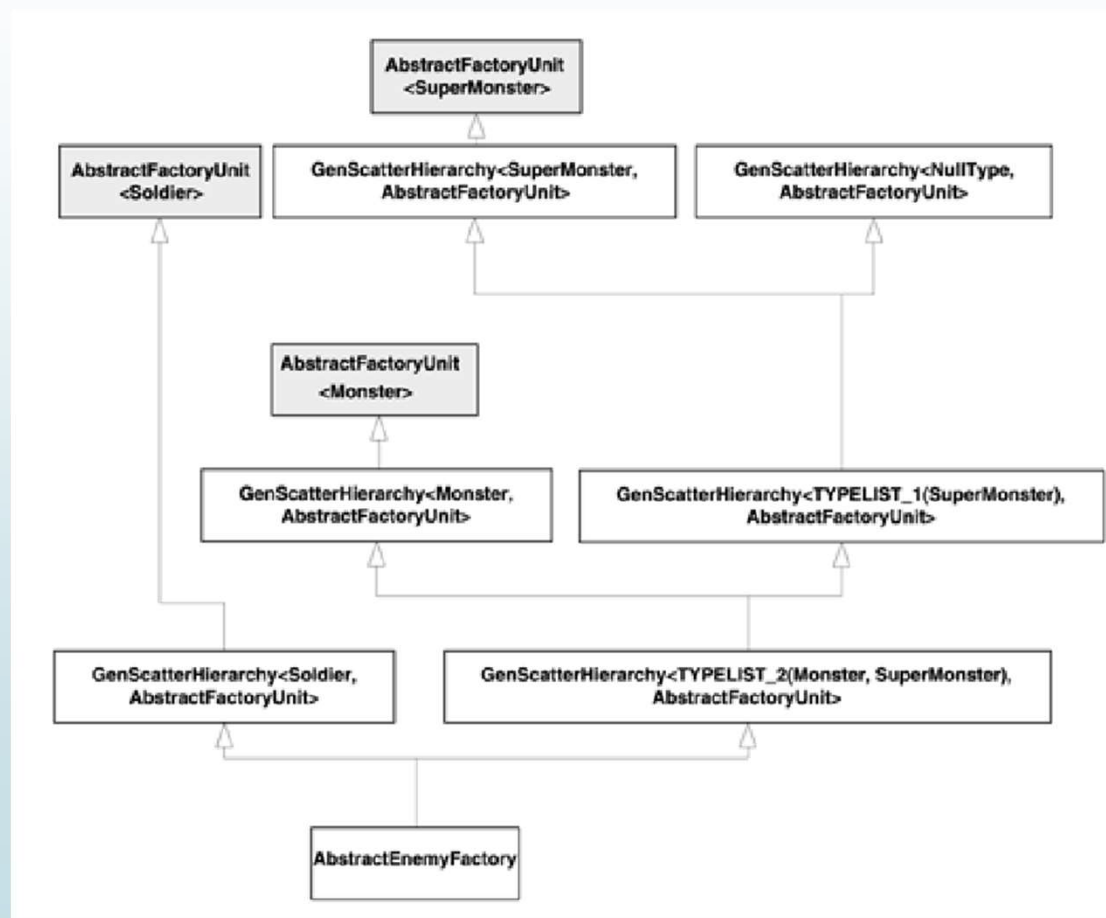 AbstractFactoryUnit
<SuperMonster>
AbstractFactoryUnit
<Soldier>
GenScatterHierarchy<SuperMonster,
AbstractFactoryUnit>
GenScatterHierarchy<NullType,
AbstractFactoryUnit>
AbstractFactoryUnit
<Monster>
GenScatterHierarchy<Monster,
AbstractFactoryUnit>
GenScatterHierarchy<TYPELIST_1(SuperMonster),
AbstractFactoryUnit>
GenScatterHierarchy<Soldier,
AbstractFactoryUnit>
GenScatterHierarchy<TYPELIST_2(Monster, SuperMonster),
AbstractFactoryUnit>
AbstractEnemyFactory